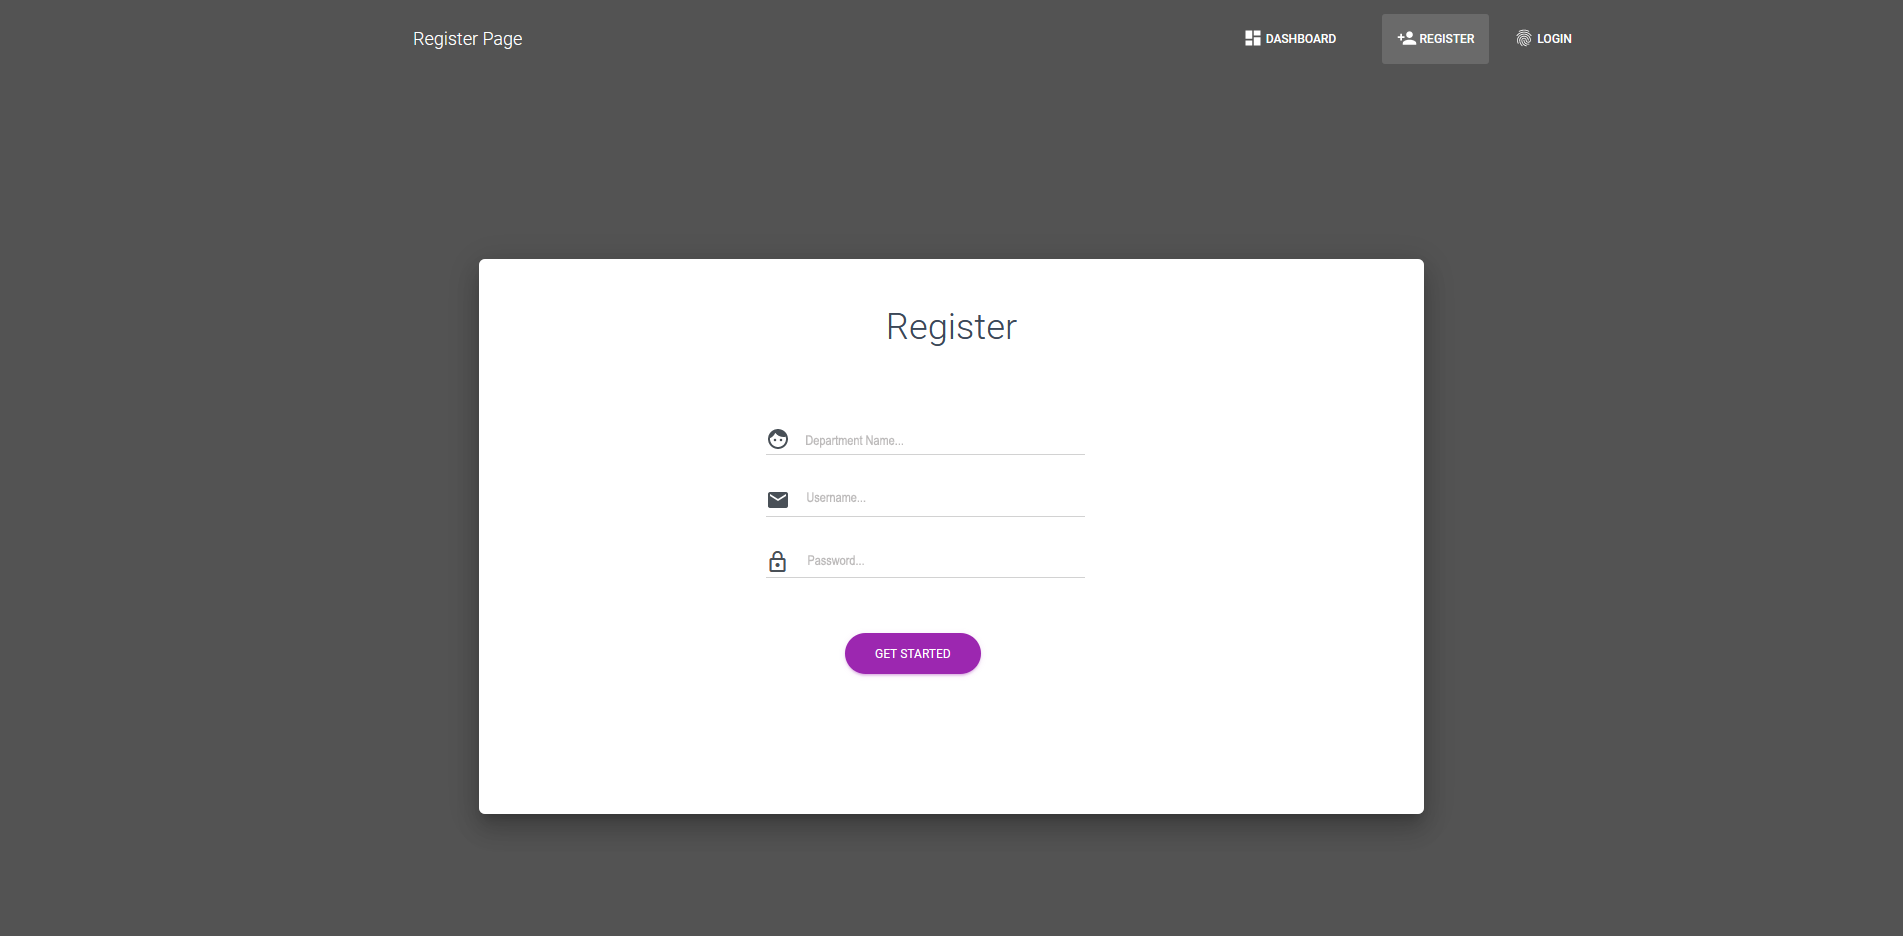 Register Page
DASHBOARD
REGISTER
LOGIN
Register
Department Name...
Username...
Password...
GET STARTED